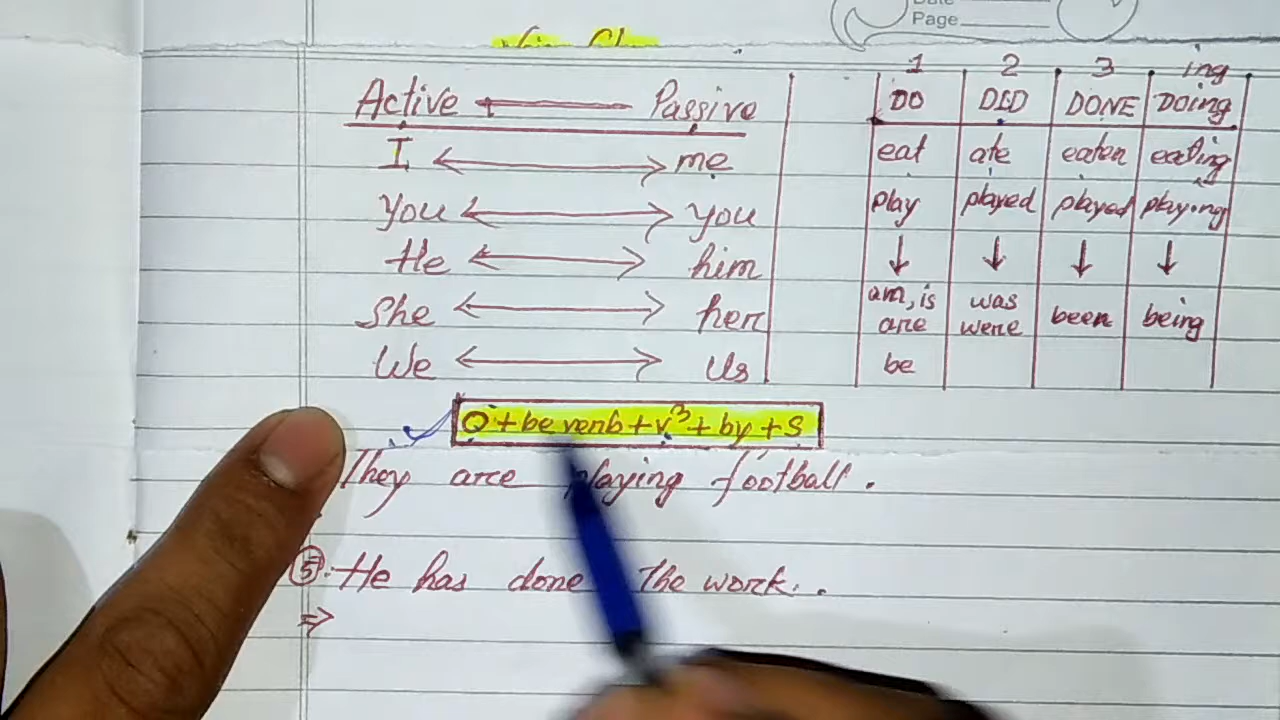 Page
Active Passive
I me
You you
He him
She her
We us
1 2 3 ing
DO DID DONE Doing
eat ate eaten eating
play played played playing
am, is was been being
are were
be
O + be verb + v³ + by + S
They are playing football.
5. He has done the work..
⇒